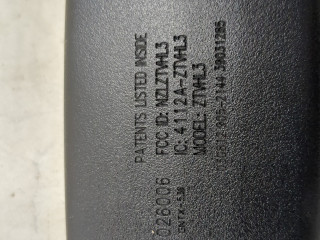 PATENTS LISTED INSIDE
FCC ID: NZLZTVHL3
IC: 4112A-ZTVHL3
MODEL: ZTVHL3
026006